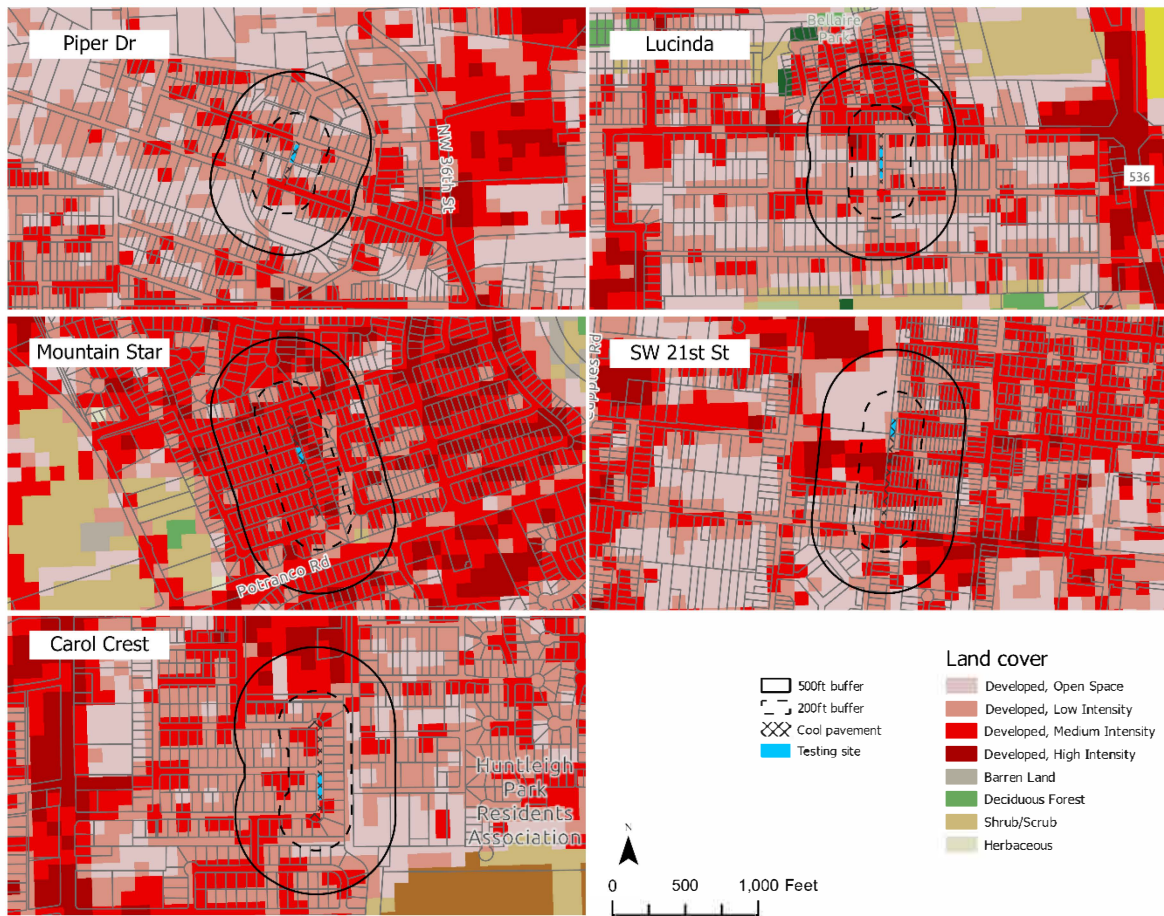 Piper Dr
NW 36th St
Lucinda
Bellaire
Park
536
Mountain Star
Potranco Rd
SW 21st St
Cupples Rd
Carol Crest
Huntleigh
Park
Residents
Association
500ft buffer
200ft buffer
Cool pavement
Testing site
Land cover
Developed, Open Space
Developed, Low Intensity
Developed, Medium Intensity
Developed, High Intensity
Barren Land
Deciduous Forest
Shrub/Scrub
Herbaceous
N
0 500 1,000 Feet